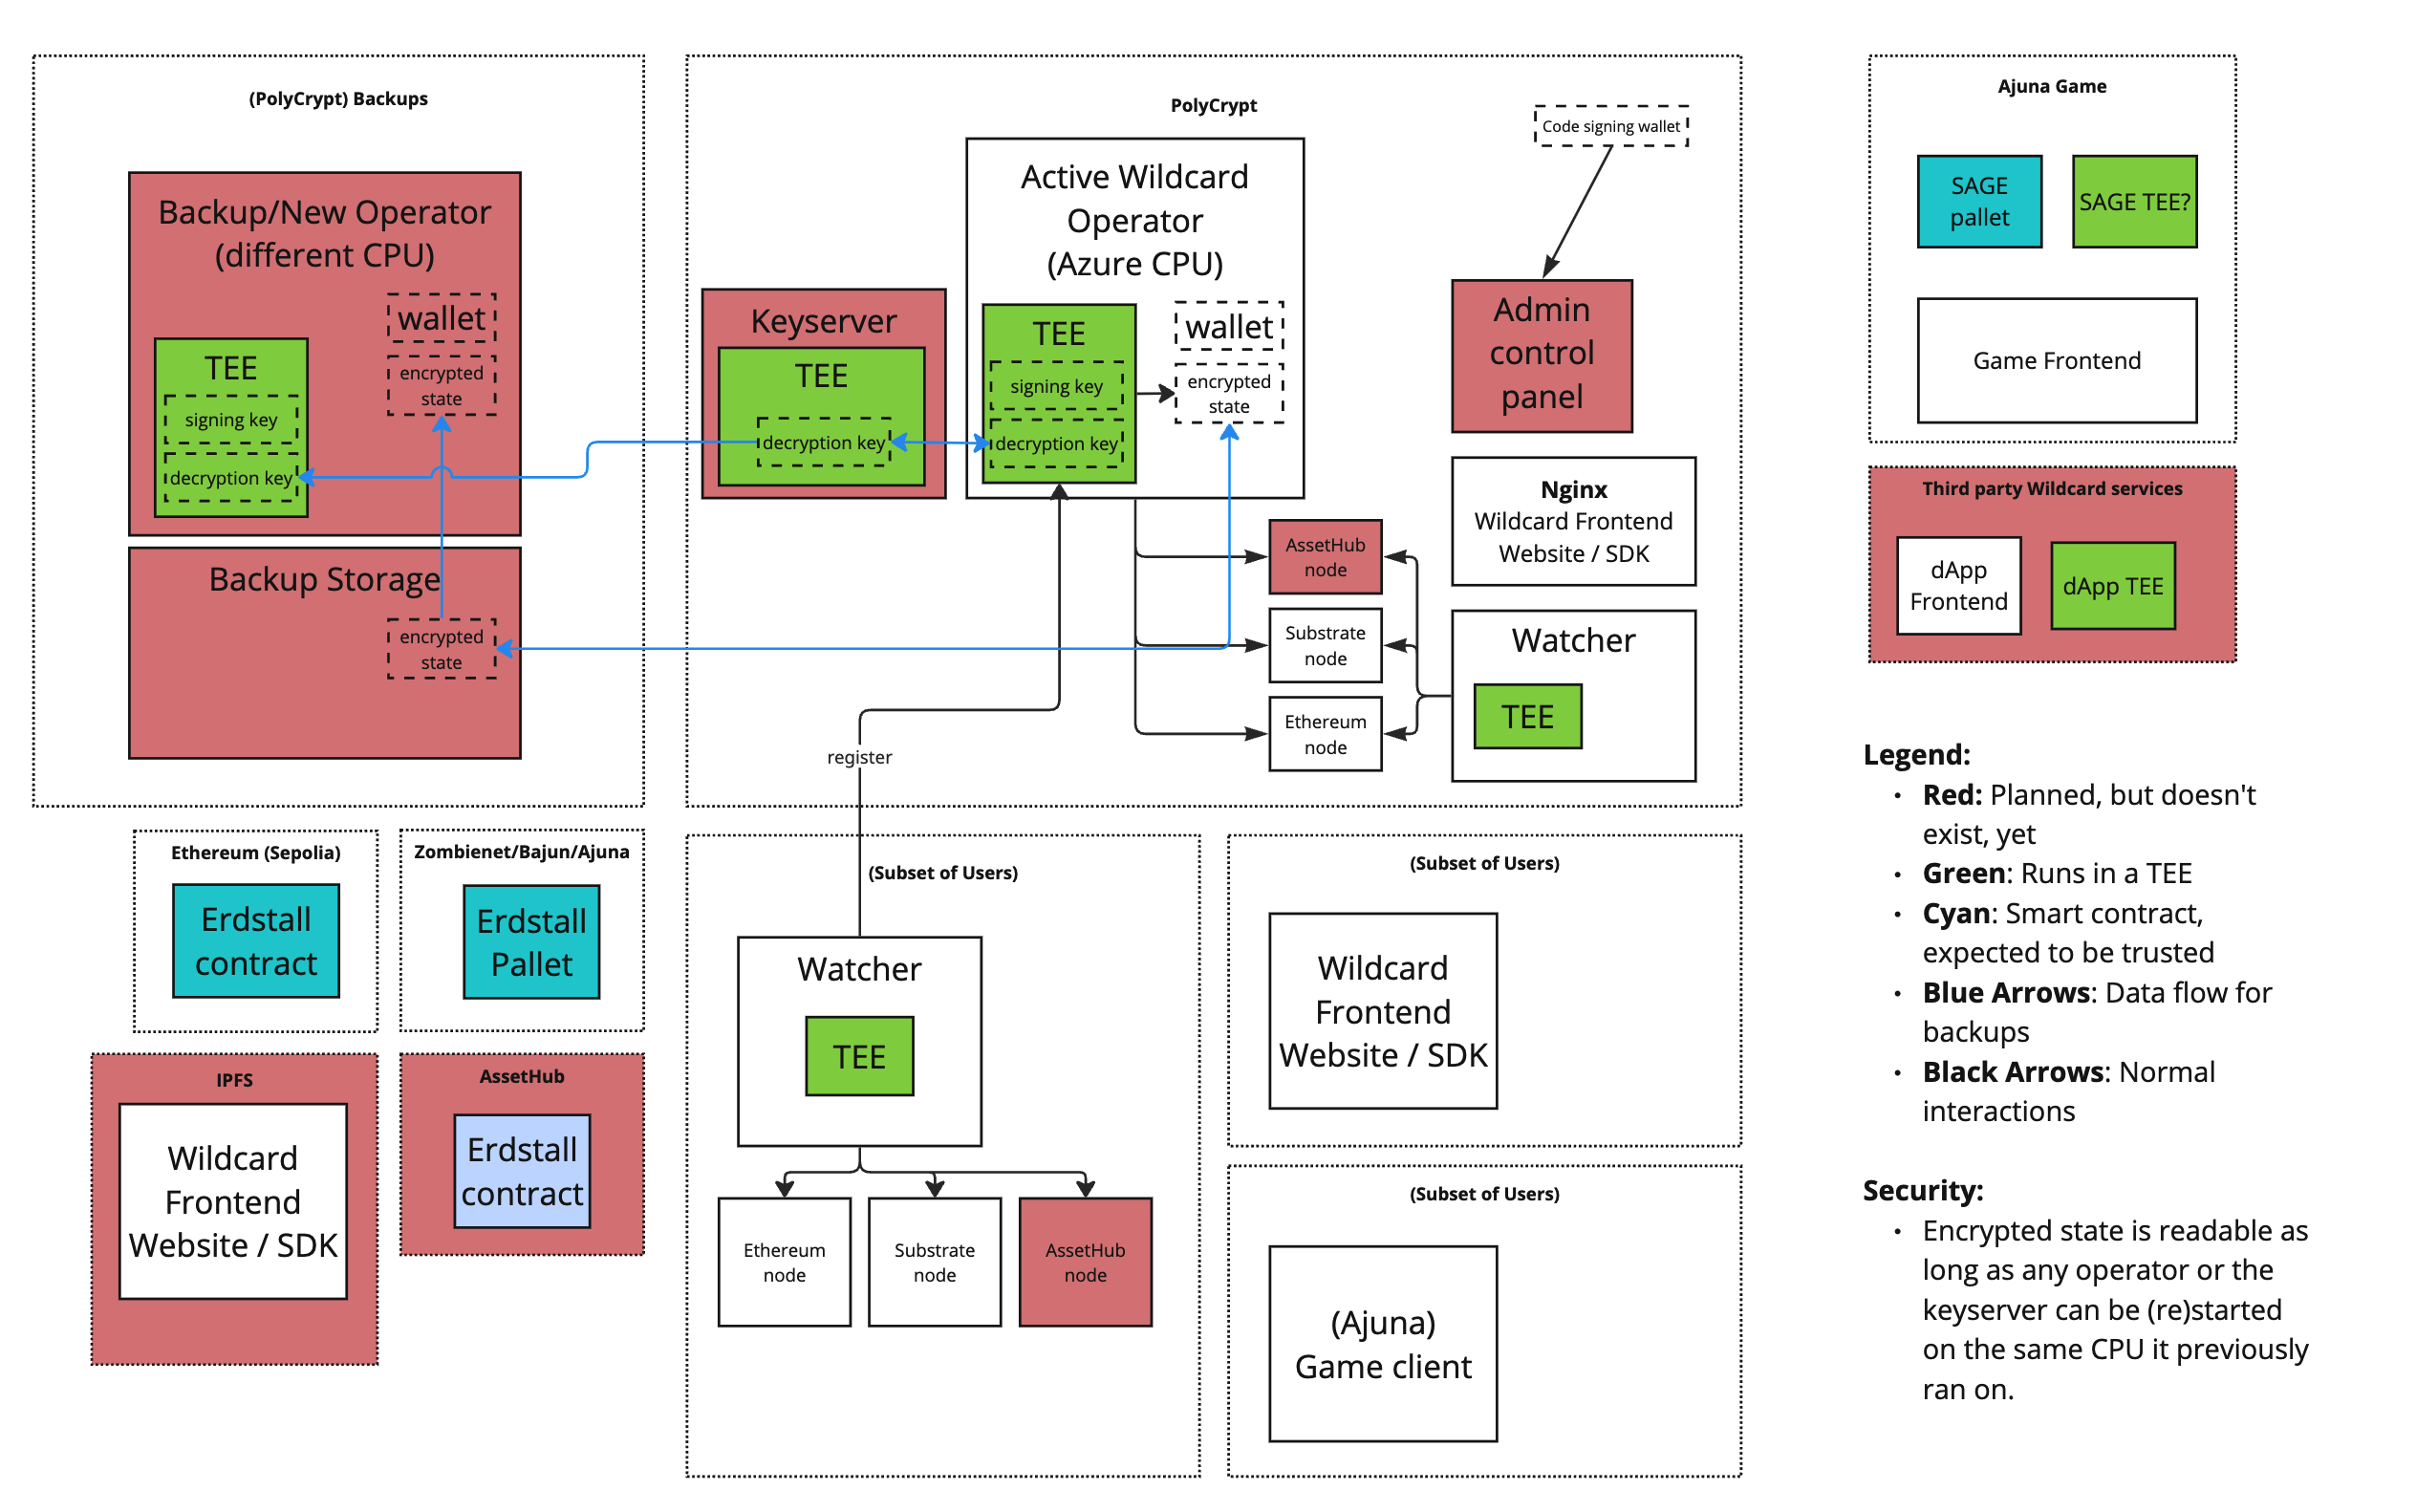 (PolyCrypt) Backups
Backup/New Operator
(different CPU)
wallet
encrypted
state
TEE
signing key
decryption key
Backup Storage
encrypted
state
PolyCrypt
Code signing wallet
Active Wildcard
Operator
(Azure CPU)
Keyserver
TEE
decryption key
TEE
signing key
decryption key
wallet
encrypted
state
Admin
control
panel
Nginx
Wildcard Frontend
Website / SDK
AssetHub
node
Substrate
node
Ethereum
node
Watcher
TEE
register
Ajuna Game
SAGE
pallet
SAGE TEE?
Game Frontend
Third party Wildcard services
dApp
Frontend
dApp TEE
Ethereum (Sepolia)
Erdstall
contract
Zombienet/Bajun/Ajuna
Erdstall
Pallet
IPFS
Wildcard
Frontend
Website / SDK
AssetHub
Erdstall
contract
(Subset of Users)
Watcher
TEE
Ethereum
node
Substrate
node
AssetHub
node
(Subset of Users)
Wildcard
Frontend
Website / SDK
(Subset of Users)
(Ajuna)
Game client
Legend:
• Red: Planned, but doesn't
exist, yet
• Green: Runs in a TEE
• Cyan: Smart contract,
expected to be trusted
• Blue Arrows: Data flow for
backups
• Black Arrows: Normal
interactions
Security:
• Encrypted state is readable as
long as any operator or the
keyserver can be (re)started
on the same CPU it previously
ran on.